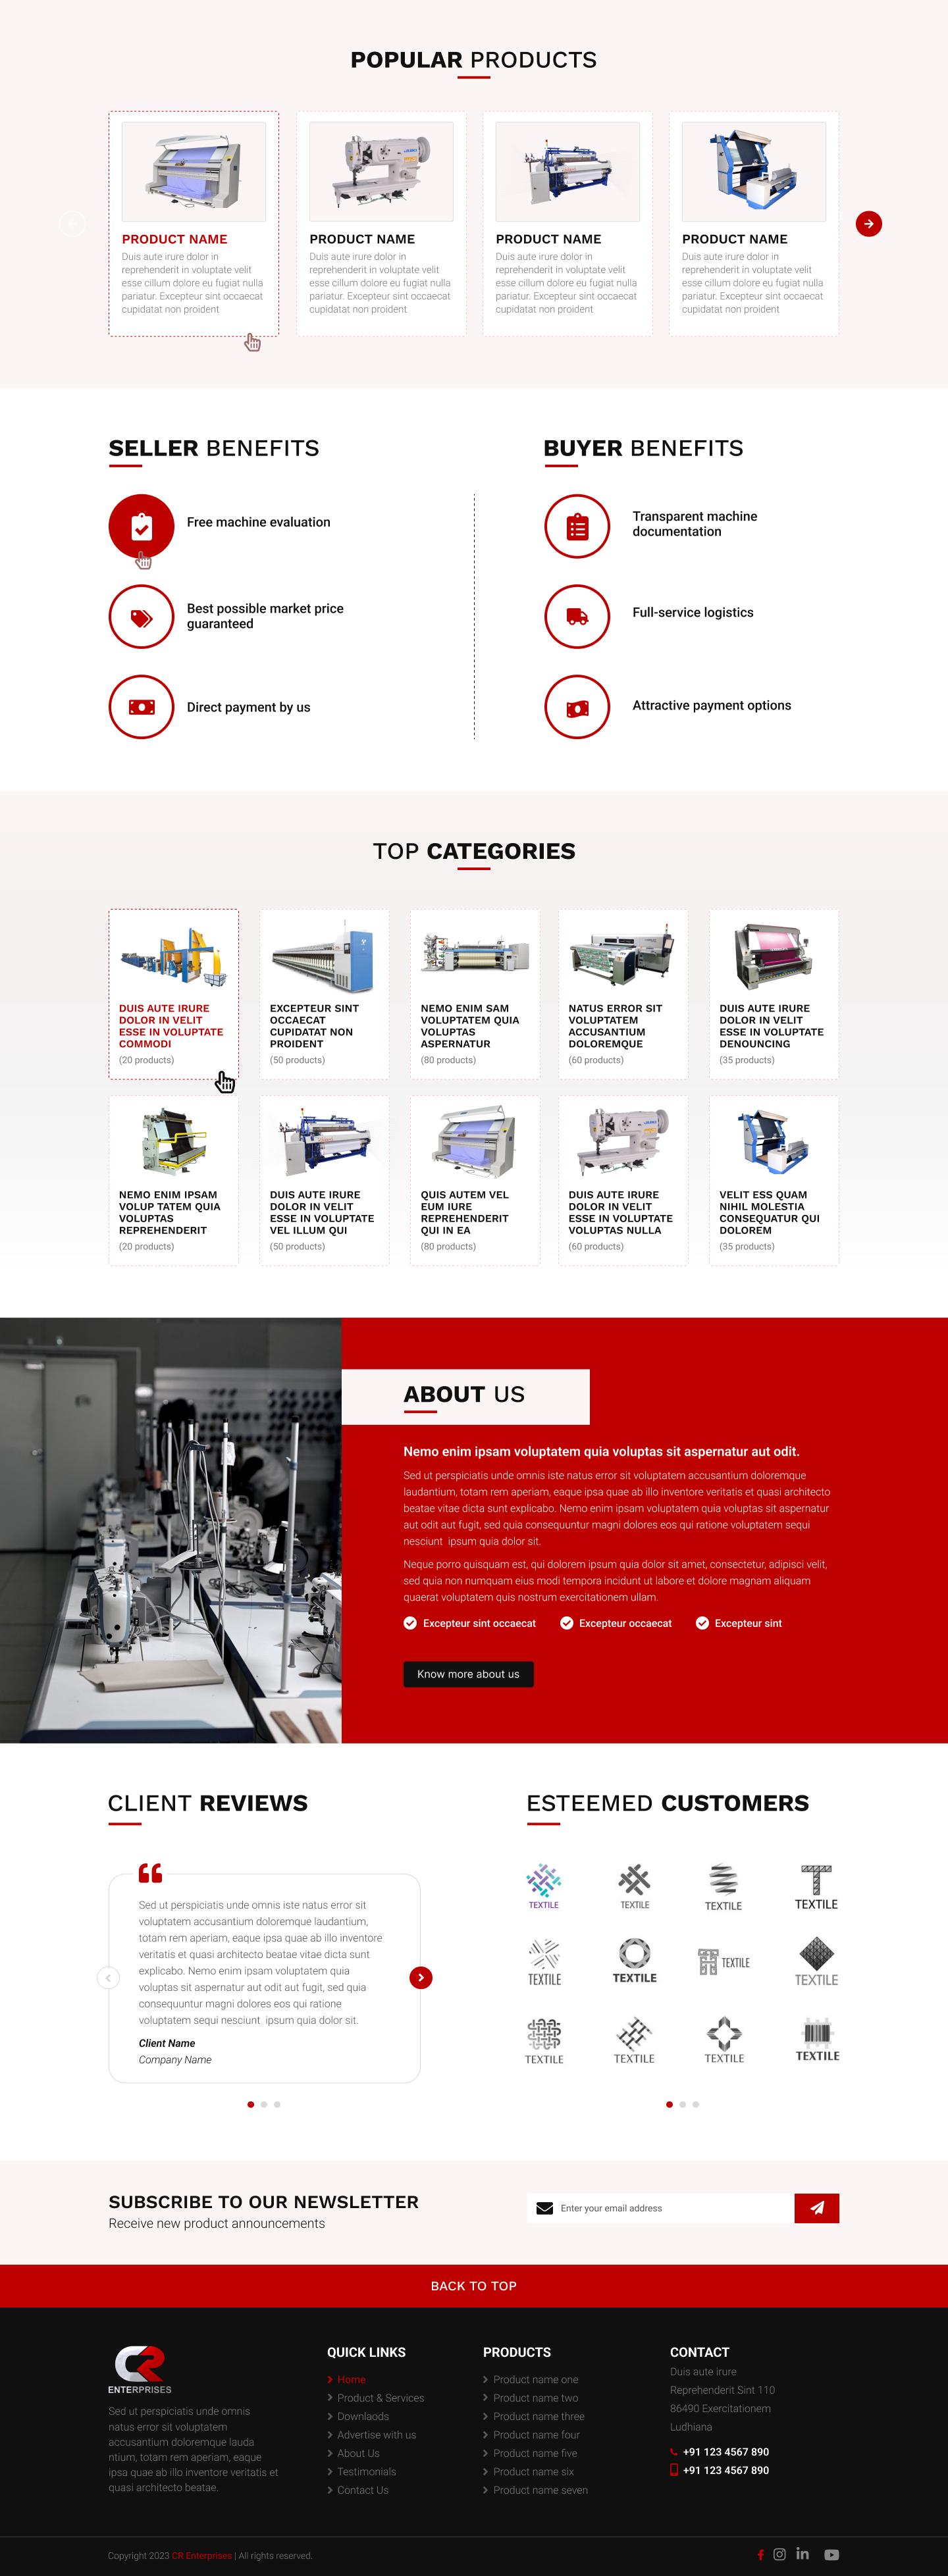 POPULAR PRODUCTS
PRODUCT NAME
Duis aute irure dolor in
reprehenderit in voluptate velit
esse cillum dolore eu fugiat nulla
pariatur. Excepteur sint occaecat
cupidatat non proident
PRODUCT NAME
Duis aute irure dolor in
reprehenderit in voluptate velit
esse cillum dolore eu fugiat nulla
pariatur. Excepteur sint occaecat
cupidatat non proident
PRODUCT NAME
Duis aute irure dolor in
reprehenderit in voluptate velit
esse cillum dolore eu fugiat nulla
pariatur. Excepteur sint occaecat
cupidatat non proident
PRODUCT NAME
Duis aute irure dolor in
reprehenderit in voluptate velit
esse cillum dolore eu fugiat nulla
pariatur. Excepteur sint occaecat
cupidatat non proident
SELLER BENEFITS
Free machine evaluation
Best possible market price
guaranteed
Direct payment by us
BUYER BENEFITS
Transparent machine
documentation
Full-service logistics
Attractive payment options
TOP CATEGORIES
DUIS AUTE IRURE
DOLOR IN VELIT
ESSE IN VOLUPTATE
COMMODI
(20 products)
EXCEPTEUR SINT
OCCAECAT
CUPIDATAT NON
PROIDENT
(50 products)
NEMO ENIM SAM
VOLUPTATEM QUIA
VOLUPTAS
ASPERNATUR
(80 products)
NATUS ERROR SIT
VOLUPTATEM
ACCUSANTIUM
DOLOREMQUE
(60 products)
DUIS AUTE IRURE
DOLOR IN VELIT
ESSE IN VOLUPTATE
DENOUNCING
(35 products)
NEMO ENIM IPSAM
VOLUP TATEM QUIA
VOLUPTAS
REPREHENDERIT
(20 products)
DUIS AUTE IRURE
DOLOR IN VELIT
ESSE IN VOLUPTATE
VEL ILLUM QUI
(50 products)
QUIS AUTEM VEL
EUM IURE
REPREHENDERIT
QUI IN EA
(80 products)
DUIS AUTE IRURE
DOLOR IN VELIT
ESSE IN VOLUPTATE
VOLUPTAS NULLA
(60 products)
VELIT ESS QUAM
NIHIL MOLESTIA
CONSEQUATUR QUI
DOLOREM
(35 products)
ABOUT US
Nemo enim ipsam voluptatem quia voluptas sit aspernatur aut odit.
Sed ut perspiciatis unde omnis iste natus error sit voluptatem accusantium doloremque
laudantium, totam rem aperiam, eaque ipsa quae ab illo inventore veritatis et quasi architecto
beatae vitae dicta sunt explicabo. Nemo enim ipsam voluptatem quia voluptas sit aspernatur
aut odit aut fugit, sed quia consequuntur magni dolores eos qui ratione voluptatem sequi
nesciunt ipsum quia dolor sit.
Neque porro quisquam est, qui dolorem ipsum quia dolor sit amet, consectetur, adipisci velit,
sed quia non numquam eius modi tempora incidunt ut labore et dolore magnam aliquam
quaerat voluptatem quis nostrum exercitationem ullam.
Excepteur sint occaecat
Excepteur occaecat
Excepteur sint
Know more about us
CLIENT REVIEWS
Sed ut perspiciatis unde omnis iste natus error sit
voluptatem accusantium doloremque laudantium,
totam rem aperiam, eaque ipsa quae ab illo inventore
veritatis et quasi architecto beatae vitae dicta sunt
explicabo. Nemo enim ipsam voluptatem quia
voluptas sit aspernatur aut odit aut fugit, sed quia
consequuntur magni dolores eos qui ratione
voluptatem sequi nesciunt ipsum quia dolor sit.
Client Name
Company Name
ESTEEMED CUSTOMERS
TEXTILE
TEXTILE
TEXTILE
TEXTILE
TEXTILE
TEXTILE
TEXTILE
TEXTILE
TEXTILE
TEXTILE
TEXTILE
TEXTILE
SUBSCRIBE TO OUR NEWSLETTER
Receive new product announcements
Enter your email address
BACK TO TOP
CR
ENTERPRISES
Sed ut perspiciatis unde omnis
natus error sit voluptatem
accusantium doloremque lauda
ntium, totam rem aperiam, eaque
ipsa quae ab illo inventore veritatis et
quasi architecto beatae.
QUICK LINKS
Home
Product & Services
Downlaods
Advertise with us
About Us
Testimonials
Contact Us
PRODUCTS
Product name one
Product name two
Product name three
Product name four
Product name five
Product name six
Product name seven
CONTACT
Duis aute irure
Reprehenderit Sint 110
86490 Exercitationem
Ludhiana
+91 123 4567 890
+91 123 4567 890
Copyright 2023 CR Enterprises | All rights reserved.